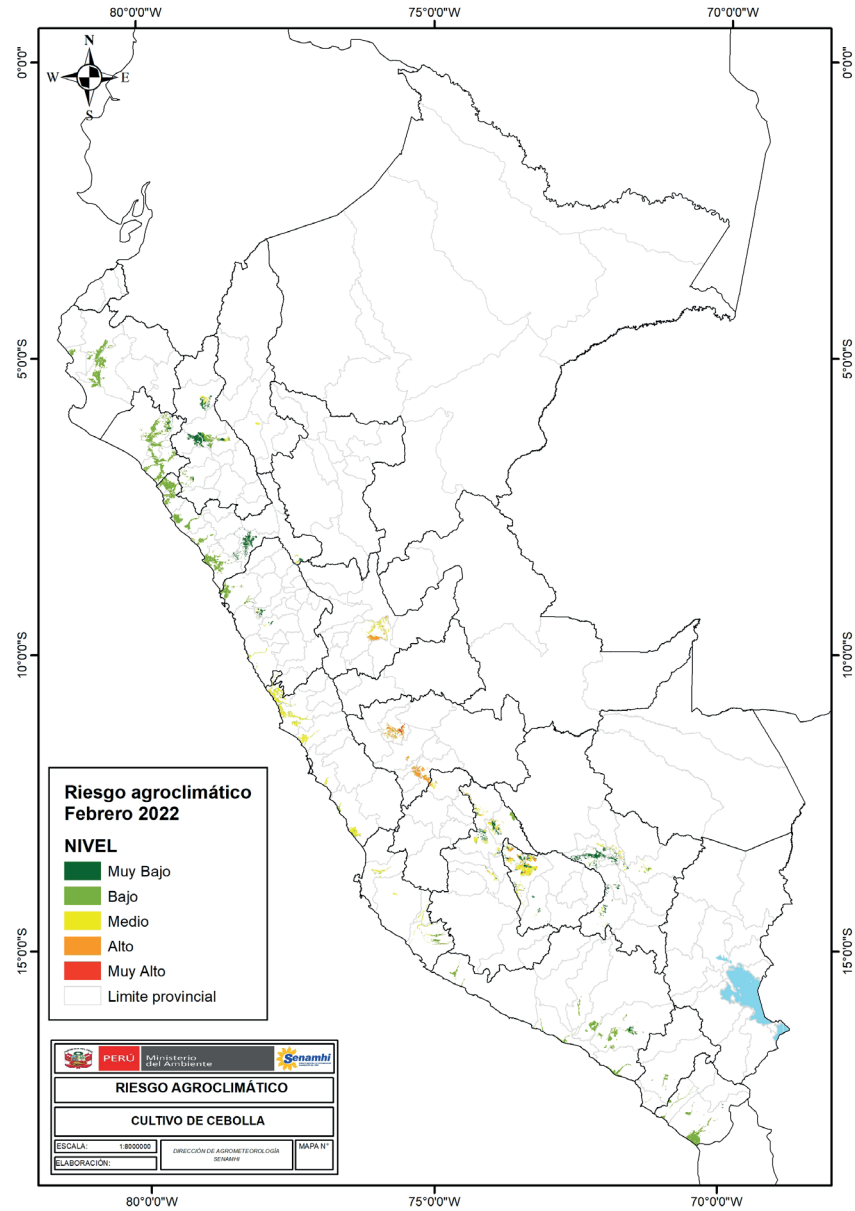 80°0'0"W 75°0'0"W 70°0'0"W
N
W E
S
0°0'0"
0°0'0"
5°0'0"S
5°0'0"S
10°0'0"S
10°0'0"S
15°0'0"S
15°0'0"S
Riesgo agroclimático
Febrero 2022
NIVEL
Muy Bajo
Bajo
Medio
Alto
Muy Alto
Limite provincial
PERÚ Ministerio
del Ambiente
Senamhi
RIESGO AGROCLIMÁTICO
CULTIVO DE CEBOLLA
ESCALA: 1:8000000
ELABORACIÓN:
DIRECCIÓN DE AGROMETEOROLOGÍA
SENAMHI
MAPA N°
80°0'0"W 75°0'0"W 70°0'0"W